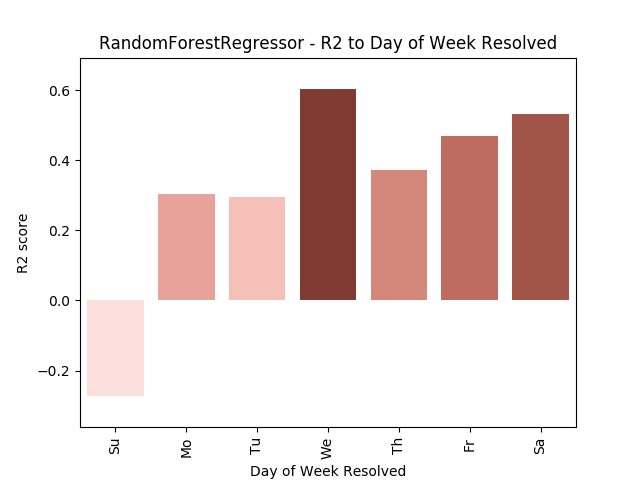 RandomForestRegressor - R2 to Day of Week Resolved
R2 score
0.6
0.4
0.2
0.0
−0.2
Su
Mo
Tu
We
Th
Fr
Sa
Day of Week Resolved